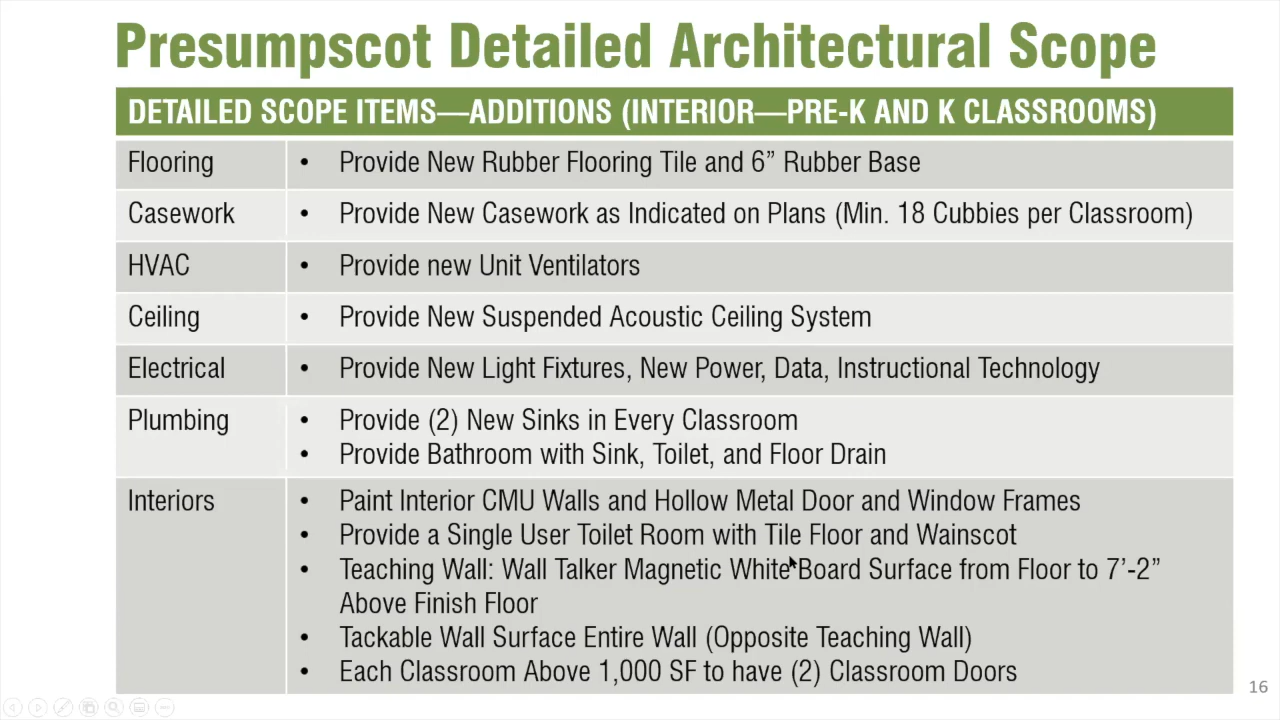 Presumpscot Detailed Architectural Scope
DETAILED SCOPE ITEMS—ADDITIONS (INTERIOR—PRE-K AND K CLASSROOMS)
Flooring • Provide New Rubber Flooring Tile and 6” Rubber Base
Casework • Provide New Casework as Indicated on Plans (Min. 18 Cubbies per Classroom)
HVAC • Provide new Unit Ventilators
Ceiling • Provide New Suspended Acoustic Ceiling System
Electrical • Provide New Light Fixtures, New Power, Data, Instructional Technology
Plumbing • Provide (2) New Sinks in Every Classroom
• Provide Bathroom with Sink, Toilet, and Floor Drain
Interiors • Paint Interior CMU Walls and Hollow Metal Door and Window Frames
• Provide a Single User Toilet Room with Tile Floor and Wainscot
• Teaching Wall: Wall Talker Magnetic White Board Surface from Floor to 7’-2”
Above Finish Floor
• Tackable Wall Surface Entire Wall (Opposite Teaching Wall)
• Each Classroom Above 1,000 SF to have (2) Classroom Doors
16